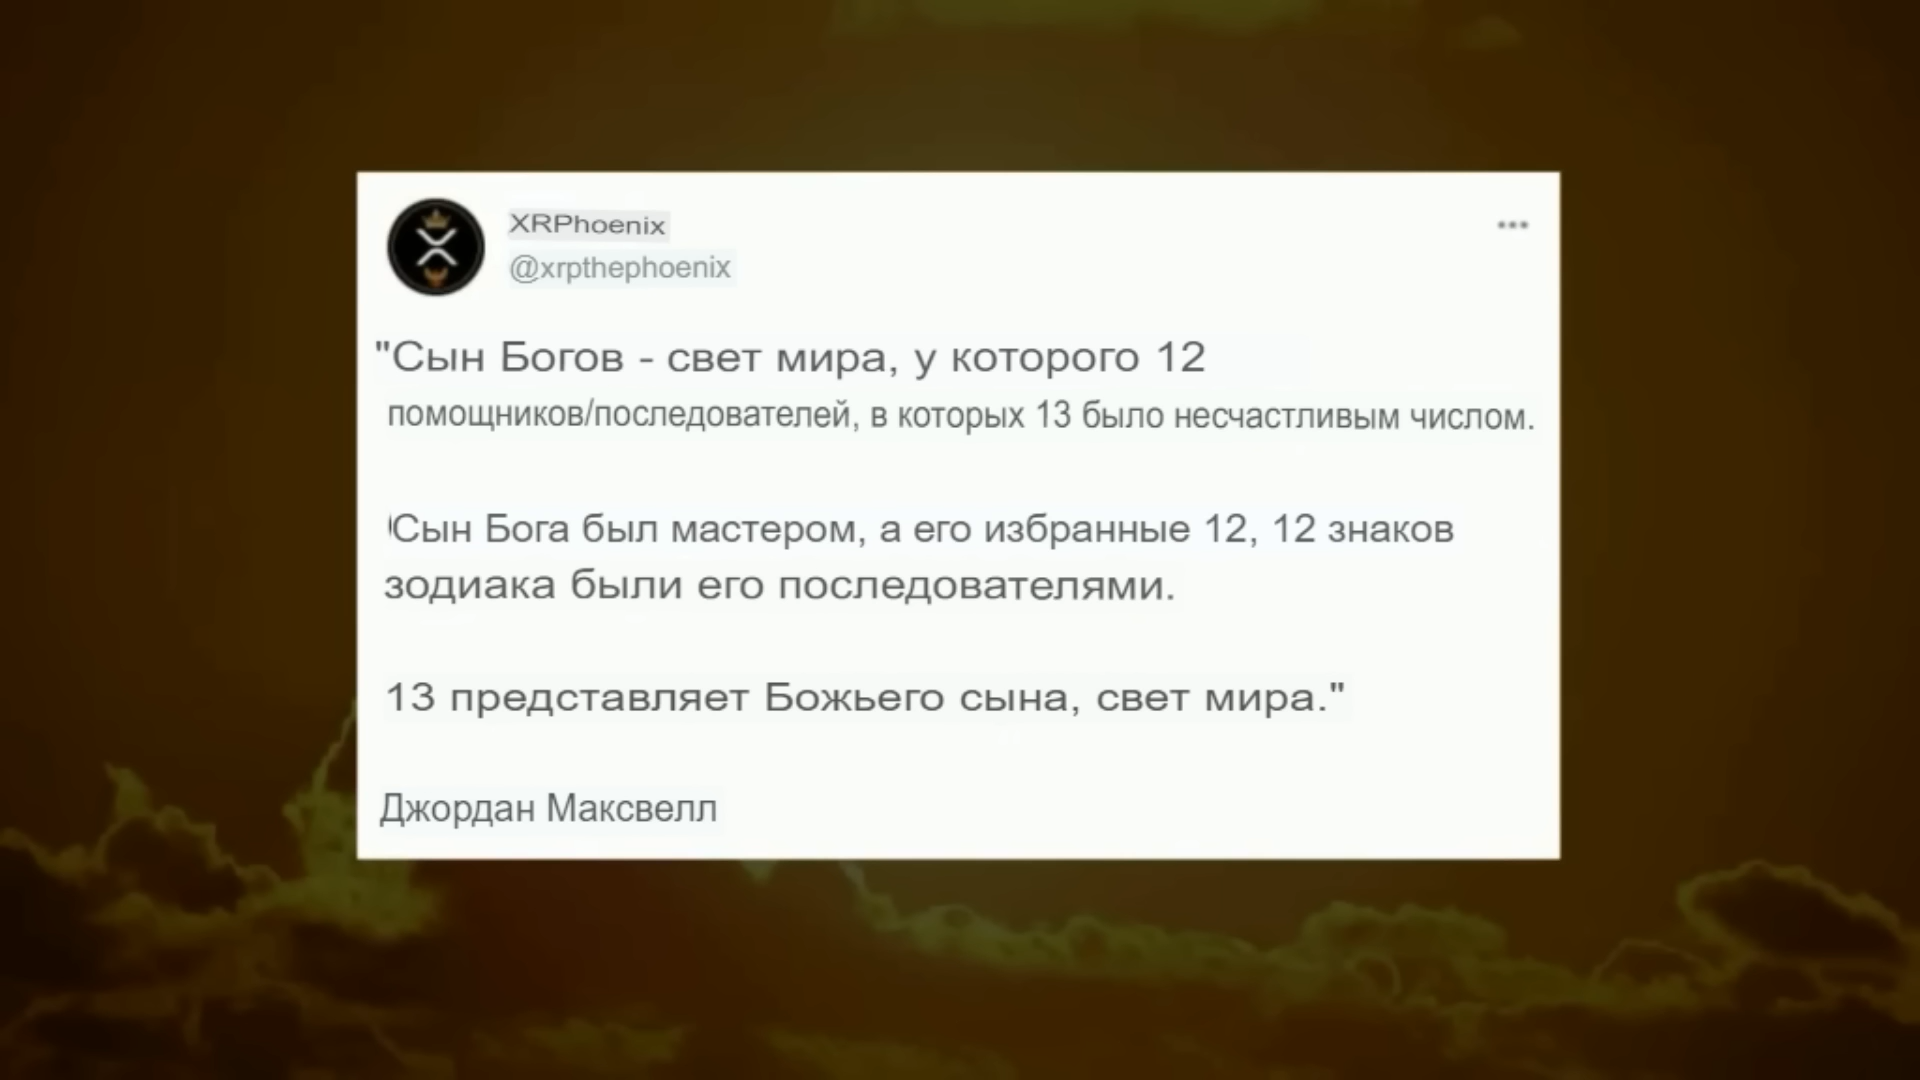 XRPhoenix
@xrpthephoenix
"Сын Богов - свет мира, у которого 12
помощников/последователей, в которых 13 было несчастливым числом.
Сын Бога был мастером, а его избранные 12, 12 знаков
зодиака были его последователями.
13 представляет Божьего сына, свет мира."
Джордан Максвелл